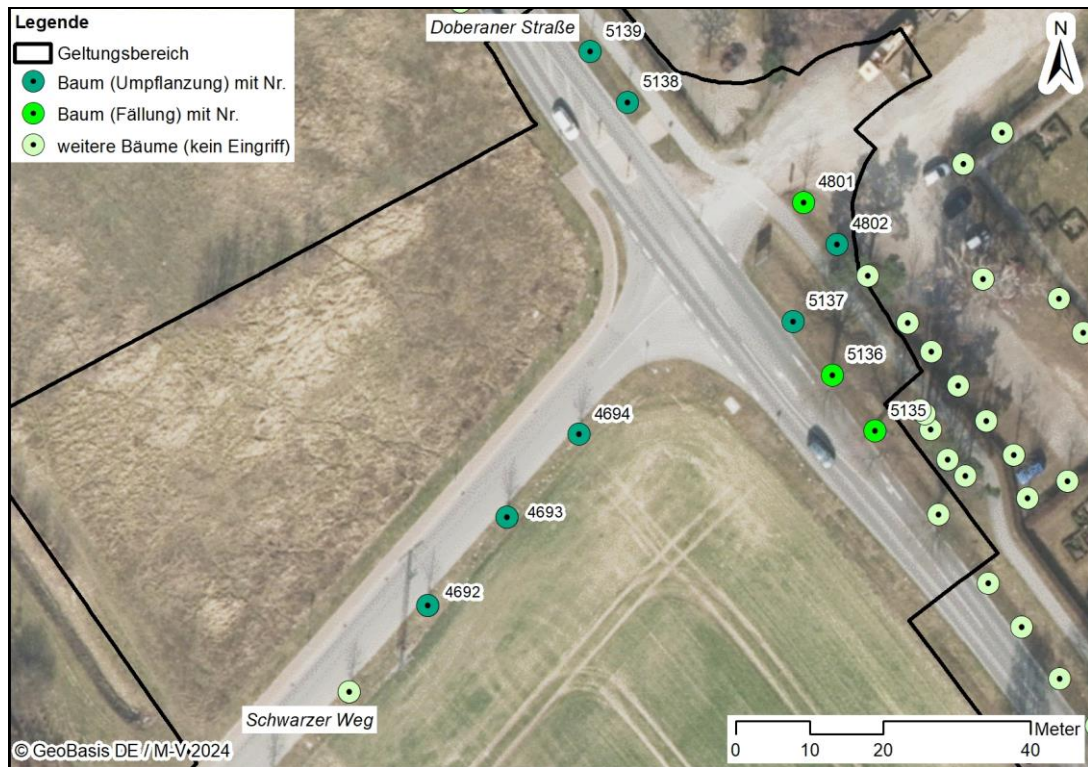 Legende
Geltungsbereich
Baum (Umpflanzung) mit Nr.
Baum (Fällung) mit Nr.
weitere Bäume (kein Eingriff)
Doberaner Straße
5139
N
5138
4801
4802
5137
5136
5135
4694
4693
4692
Schwarzer Weg
© GeoBasis DE / M-V 2024
Meter
0 10 20 40